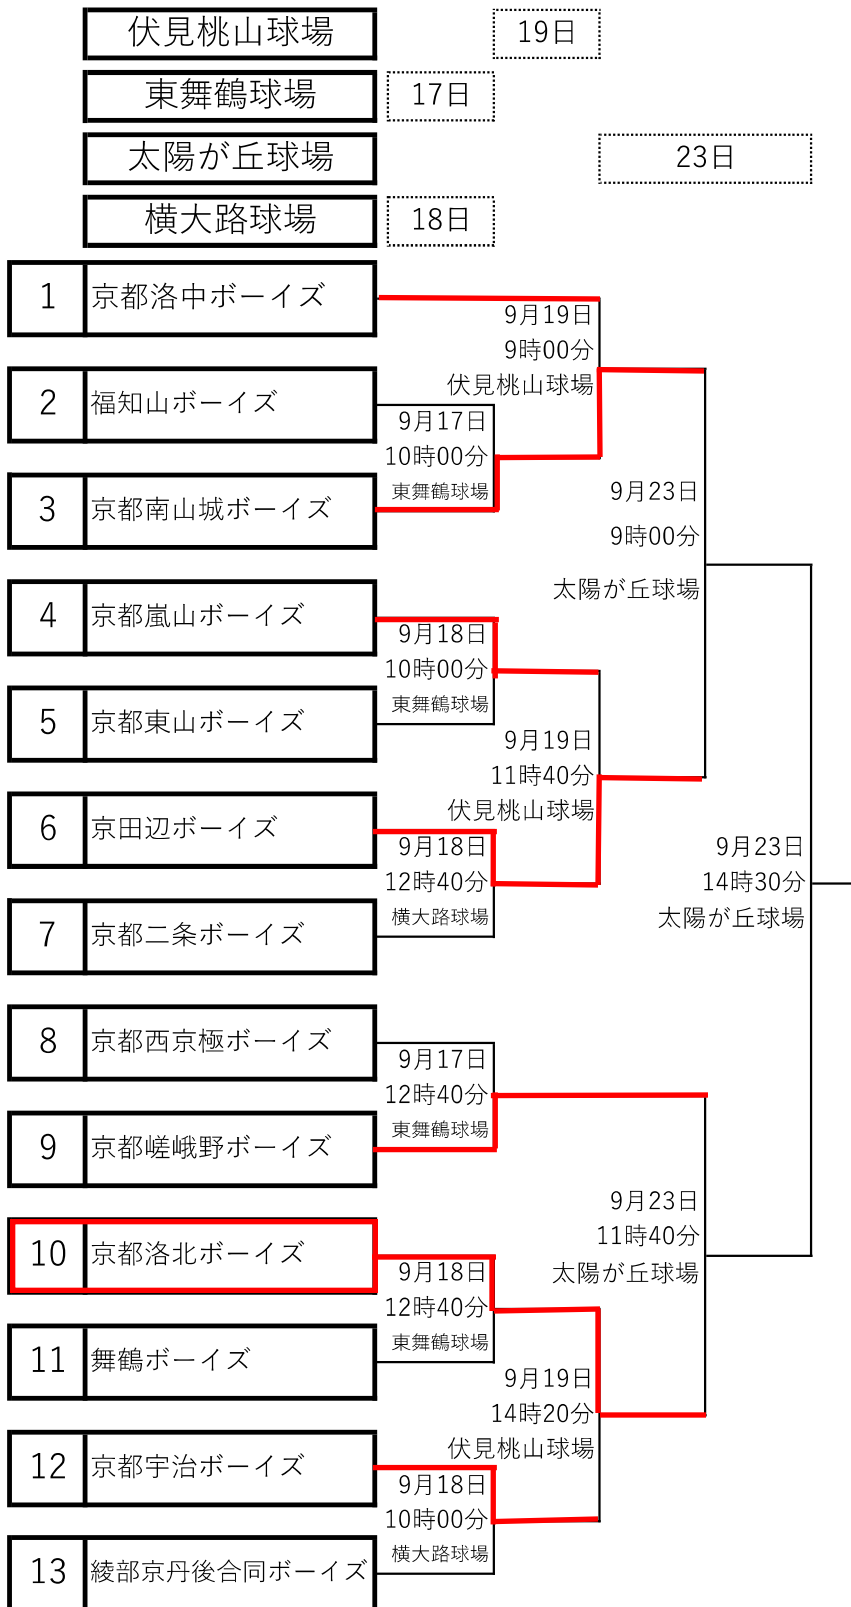 伏見桃山球場
19日
東舞鶴球場
17日
太陽が丘球場
23日
横大路球場
18日
1 京都洛中ボーイズ
9月19日
9時00分
伏見桃山球場
2 福知山ボーイズ
9月17日
10時00分
東舞鶴球場
3 京都南山城ボーイズ
9月23日
9時00分
太陽が丘球場
4 京都嵐山ボーイズ
9月18日
10時00分
東舞鶴球場
5 京都東山ボーイズ
9月19日
11時40分
伏見桃山球場
6 京田辺ボーイズ
9月18日
12時40分
横大路球場
7 京都二条ボーイズ
9月23日
14時30分
太陽が丘球場
8 京都西京極ボーイズ
9月17日
12時40分
東舞鶴球場
9 京都嵯峨野ボーイズ
9月23日
11時40分
太陽が丘球場
10 京都洛北ボーイズ
9月18日
12時40分
東舞鶴球場
11 舞鶴ボーイズ
9月19日
14時20分
伏見桃山球場
12 京都宇治ボーイズ
9月18日
10時00分
横大路球場
13 綾部京丹後合同ボーイズ